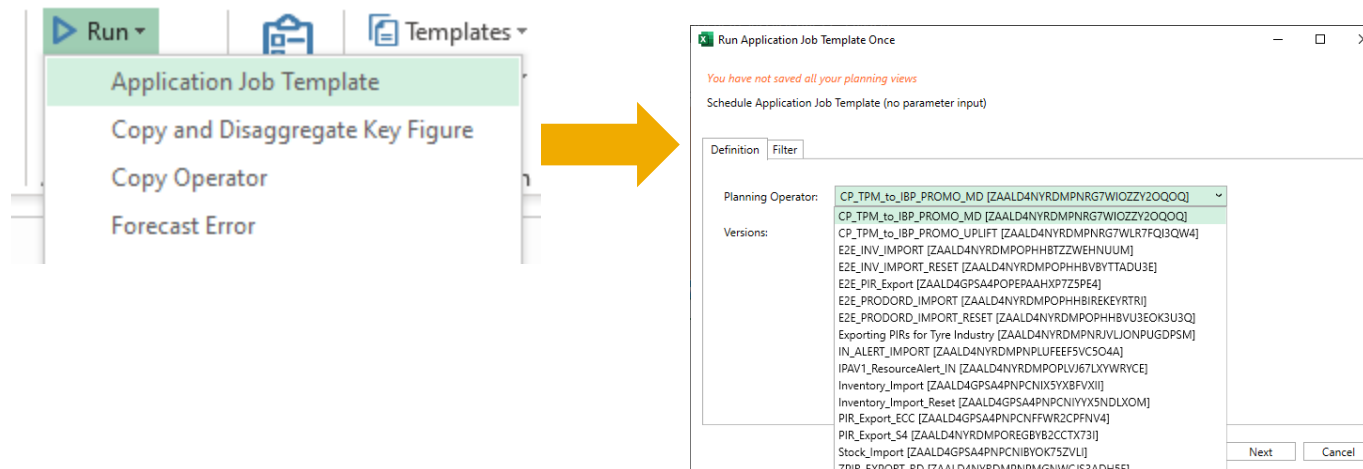 Run
Templates
Application Job Template
Copy and Disaggregate Key Figure
Copy Operator
Forecast Error
Run Application Job Template Once
You have not saved all your planning views
Schedule Application Job Template (no parameter input)
Definition Filter
Planning Operator: CP_TPM_to_IBP_PROMO_MD [ZAALD4NYRDMPNRG7WIOZZY2OQOQ]
CP_TPM_to_IBP_PROMO_MD [ZAALD4NYRDMPNRG7WIOZZY2OQOQ]
Versions: CP_TPM_to_IBP_PROMO_UPLIFT [ZAALD4NYRDMPNRG7WLR7FQI3QW4]
E2E_INV_IMPORT [ZAALD4NYRDMPOPHHBTZZWEHNUUM]
E2E_INV_IMPORT_RESET [ZAALD4NYRDMPOPHHBVBYTTADU3E]
E2E_PIR_Export [ZAALD4GPSA4POPEPAAHXP7Z5PE4]
E2E_PRODORD_IMPORT [ZAALD4NYRDMPOPHHBIREKEYRTRI]
E2E_PRODORD_IMPORT_RESET [ZAALD4NYRDMPOPHHBVU3EOK3U3Q]
Exporting PIRs for Tyre Industry [ZAALD4NYRDMPNRJVLJONPUGDPSM]
IN_ALERT_IMPORT [ZAALD4NYRDMPNPLUFEEF5VC5O4A]
IPAV1_ResourceAlert_IN [ZAALD4NYRDMPOPLVJ67LXYWRYCE]
Inventory_Import [ZAALD4GPSA4PNPCNIX5YXBFVXII]
Inventory_Import_Reset [ZAALD4GPSA4PNPCNIYYX5NDLXOM]
PIR_Export_ECC [ZAALD4GPSA4PNPCNFFWR2CPFNV4]
PIR_Export_S4 [ZAALD4NYRDMPOREGBYB2CCTX73I]
Stock_Import [ZAALD4GPSA4PNPCNIBYOK75ZVLI]
Next Cancel